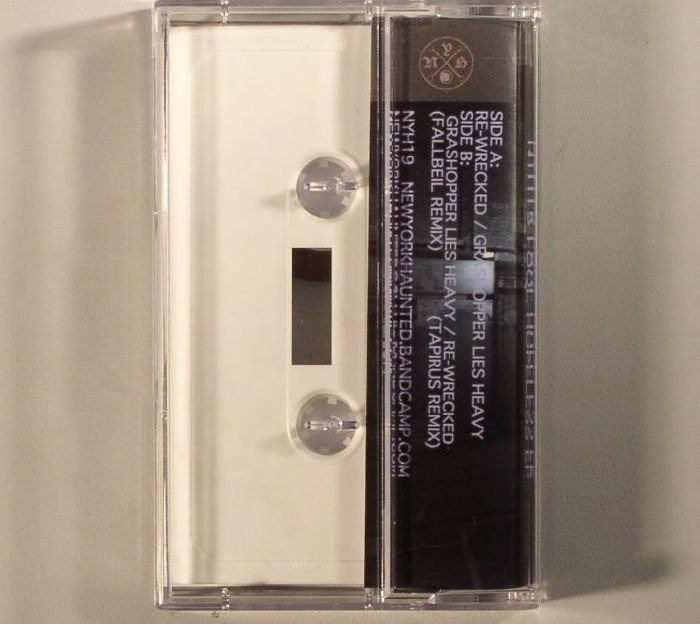 SIDE A:
RE-WRECKED / GRASHOPPER LIES HEAVY
SIDE B:
GRASHOPPER LIES HEAVY / RE-WRECKED
(FALLBEIL REMIX) (TAPIRUS REMIX)
NYH19 NEWYORKHAUNTED.BANDCAMP.COM